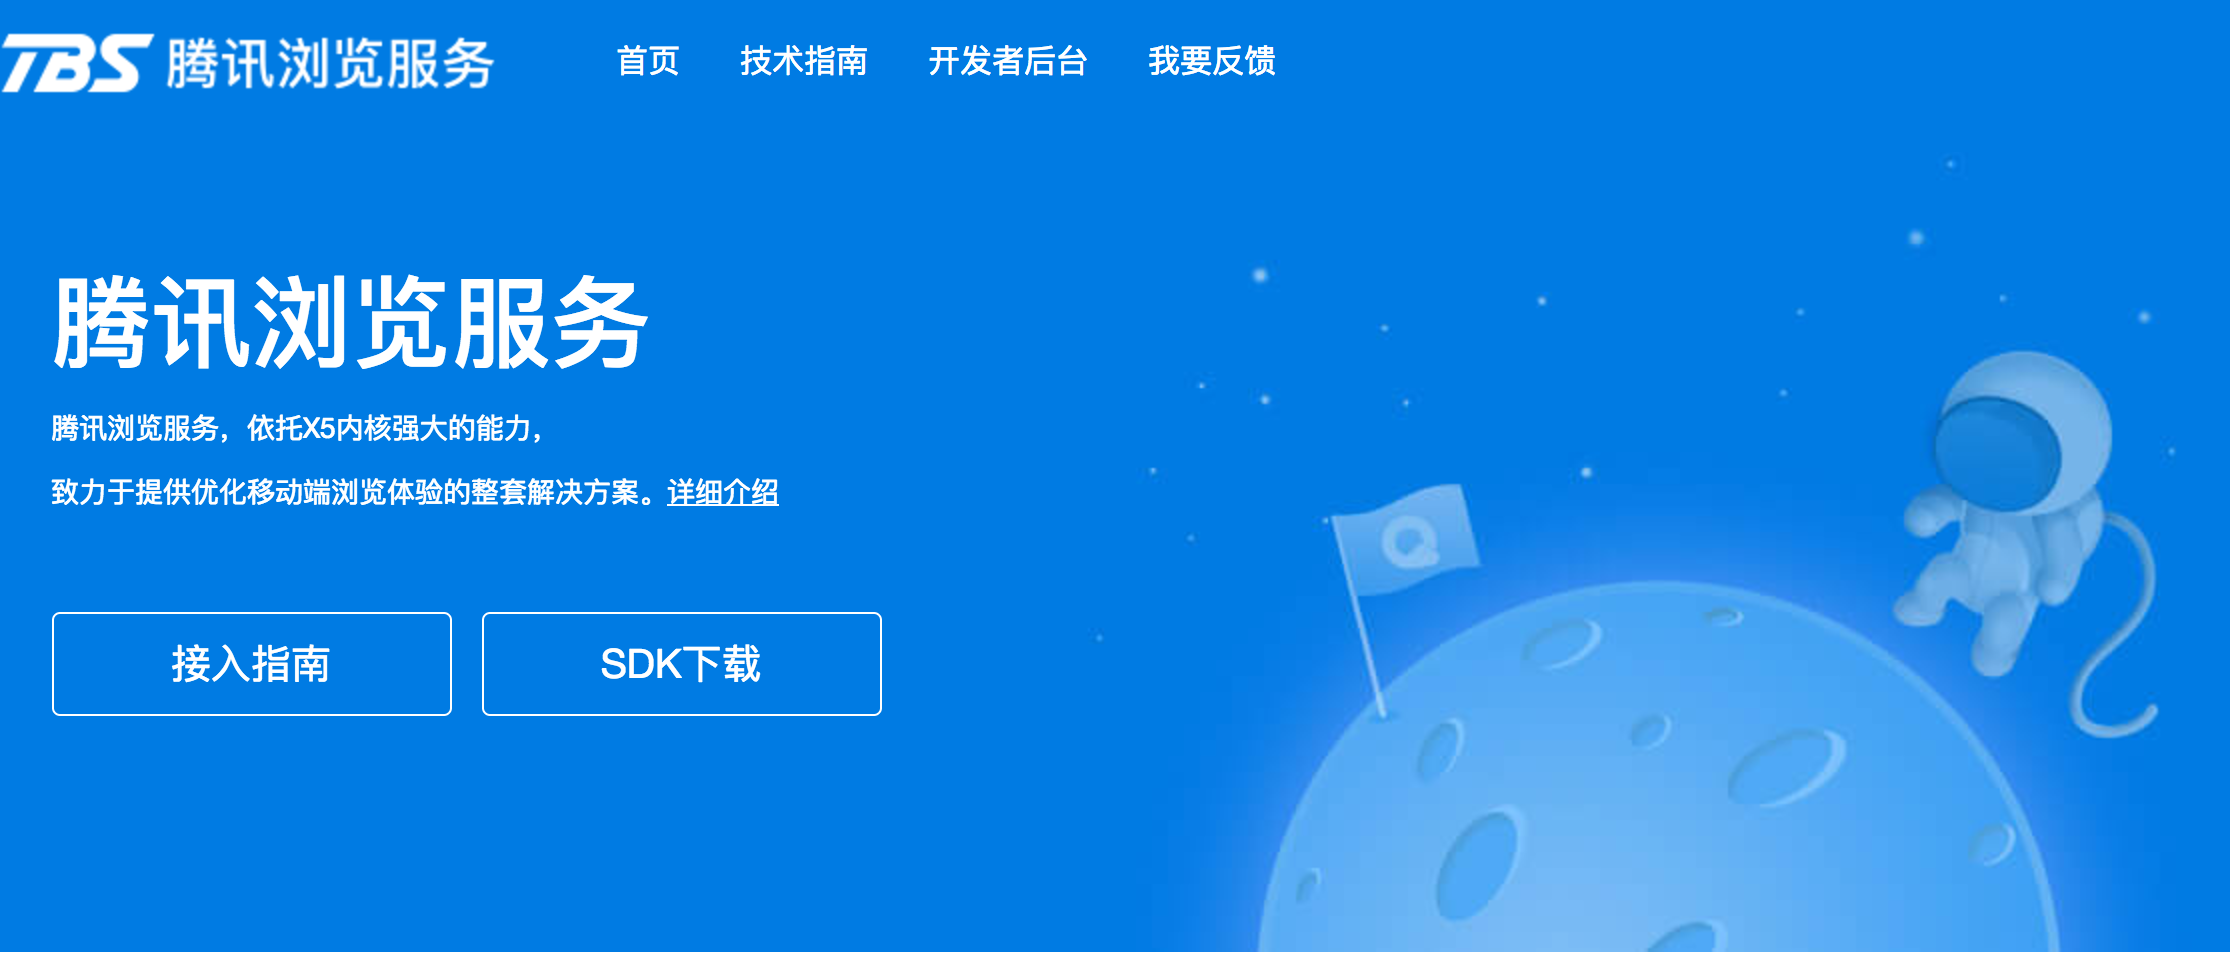 TBS 腾讯浏览服务 首页 技术指南 开发者后台 我要反馈
腾讯浏览服务
腾讯浏览服务，依托X5内核强大的能力，
致力于提供优化移动端浏览体验的整套解决方案。详细介绍
接入指南 SDK下载